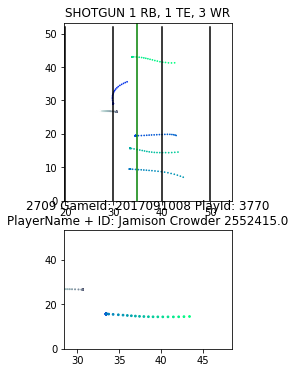 SHOTGUN 1 RB, 1 TE, 3 WR
50
40
30
20
10
0
20 30 40 50
2709 GameId: 2017091008 PlayId: 3770
PlayerName + ID: Jamison Crowder 2552415.0
40
20
0
30 35 40 45